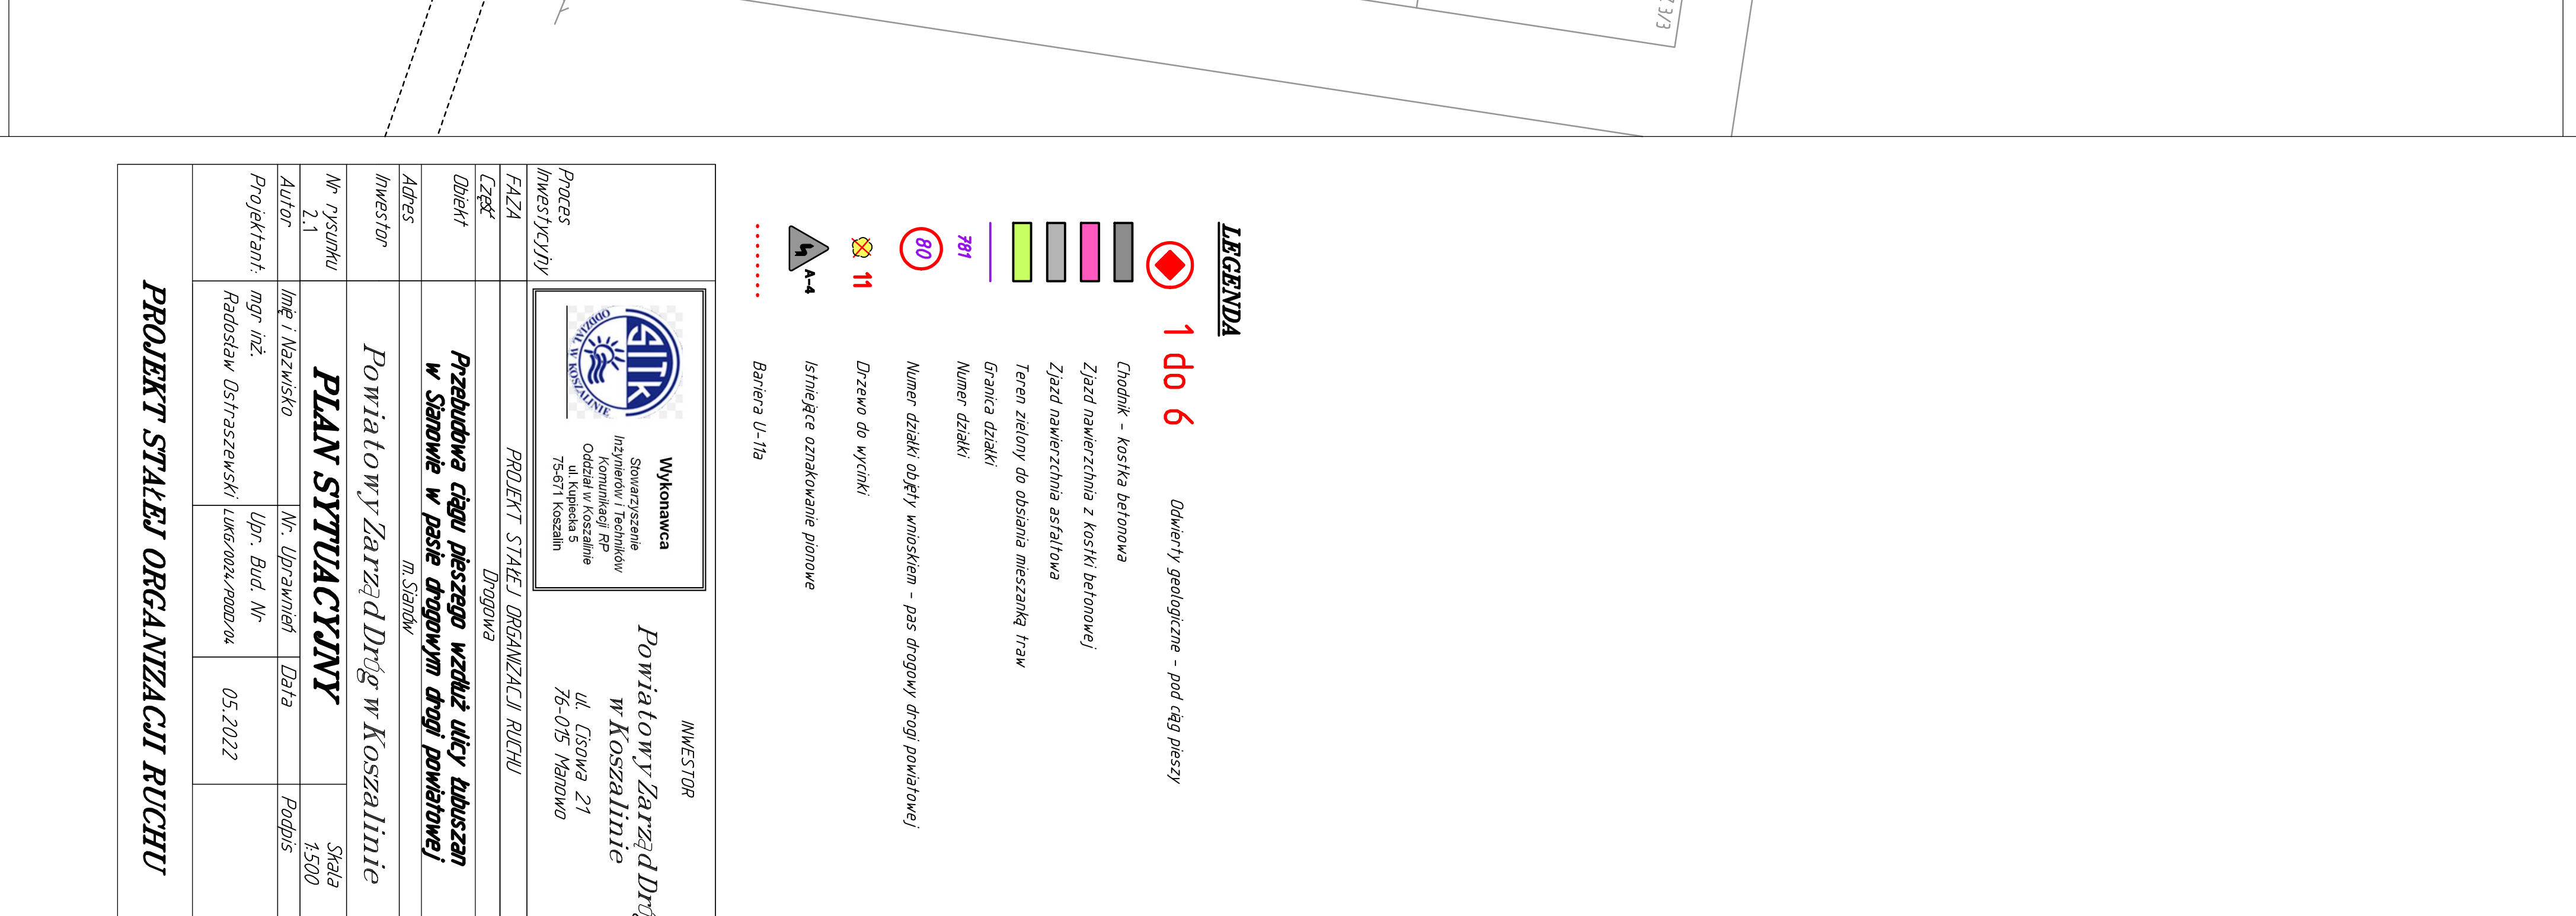 3/3
LEGENDA
1 do 6 Odwierty geologiczne - pod ciąg pieszy
Chodnik - kostka betonowa
Zjazd nawierzchnia z kostki betonowej
Zjazd nawierzchnia asfaltowa
Teren zielony do obsiania mieszanką traw
Granica działki
781 Numer działki
80 Numer działki objęty wnioskiem - pas drogowy drogi powiatowej
11 Drzewo do wycinki
A-4 Istniejące oznakowanie pionowe
Bariera U-11a
Proces
Inwestycyjny
SITK
ODDZIAŁ W KOSZALINIE
Wykonawca
Stowarzyszenie
Inżynierów i Techników
Komunikacji RP
Oddział w Koszalinie
ul. Kupiecka 5
75-671 Koszalin
INWESTOR
Powiatowy Zarząd Dró
w Koszalinie
ul. Cisowa 21
76-015 Manowo
FAZA PROJEKT STAŁEJ ORGANIZACJI RUCHU
Część Drogowa
Obiekt Przebudowa ciągu pieszego wzdłuż ulicy Łubuszan
w Sianowie w pasie drogowym drogi powiatowej
Adres m.Sianów
Inwestor Powiatowy Zarząd Dróg w Koszalinie
Nr rysunku
2.1
PLAN SYTUACYJNY
Skala
1:500
Autor Imię i Nazwisko Nr. Uprawnień Data Podpis
Projektant: mgr inż. Upr. Bud. Nr
Radosław Ostraszewski LUKG/0024/POOD/04 05.2022
PROJEKT STAŁEJ ORGANIZACJI RUCHU